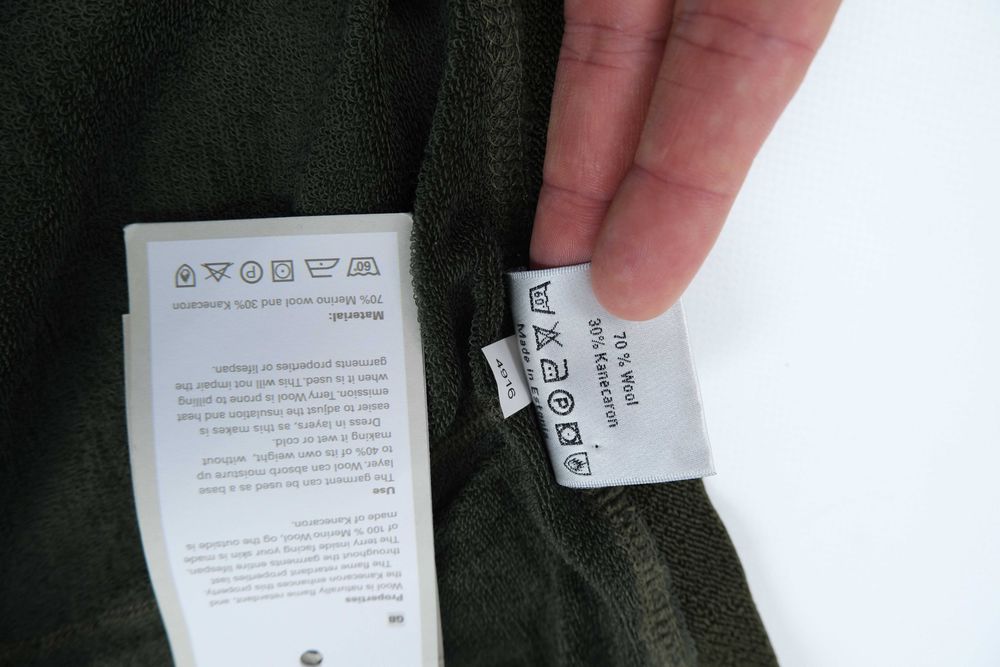 GB
Properties
Wool is naturally flame retardant, and
the Kanecaron enhances this property.
The flame retardant properties last
throughout the garments entire lifespan.
The terry inside facing your skin is made
of 100 % Merino Wool, og the outside is
made of Kanecaron.
Use
The garment can be used as a base
layer. Wool can absorb moisture up
to 40% of its own weight, without
making it wet or cold.
Dress in layers, as this makes is
easier to adjust the insulation and heat
emission. Terry Wool is prone to pilling
when it is used. This will not impair the
garments properties or lifespan.
Material:
70% Merino wool and 30% Kanecaron
60°
P
70% Wool
30% Kanecaron
60
P
Made in
4916